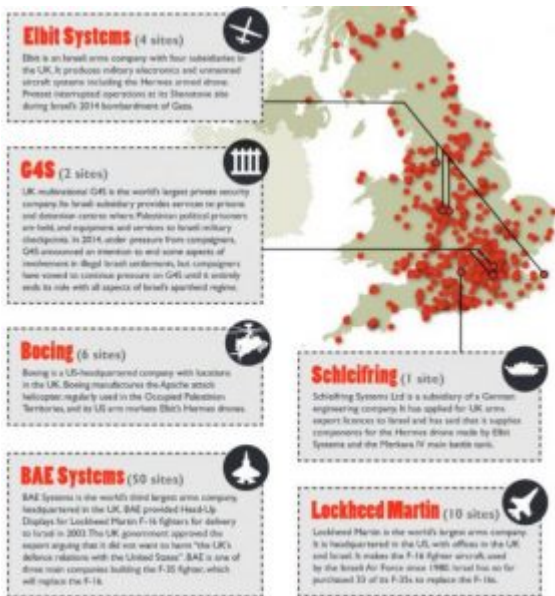 Elbit Systems (4 sites)
Elbit is an Israeli arms company with four subsidiaries in
the UK. It produces military electronics and unmanned
aircraft systems including the Hermes armed drone.
Protest interrupted operations at its Shenstone site
during Israel's 2014 bombardment of Gaza.
G4S (2 sites)
UK multinational G4S is the world's largest private security
company. Its Israeli subsidiary provides services to prisons
and detention centres where Palestinian political prisoners
are held, and equipment and services to Israeli military
checkpoints. In 2014, under pressure from campaigners,
G4S announced an intention to end some aspects of
involvement in illegal Israeli settlements, but campaigners
have vowed to continue pressure on G4S until it entirely
ends its role with all aspects of Israel's apartheid regime.
Boeing (6 sites)
Boeing is a US-headquartered company with locations
in the UK. Boeing manufactures the Apache attack
helicopter, regularly used in the Occupied Palestinian
Territories, and its US arm markets Elbit's Hermes drones.
Schleifring (1 site)
Schleifring Systems Ltd is a subsidiary of a German
engineering company. It has applied for UK arms
export licences to Israel and has said that it supplies
components for the Hermes drone made by Elbit
Systems and the Merkava IV main battle tank.
BAE Systems (50 sites)
BAE Systems is the world's third largest arms company,
headquartered in the UK. BAE provided Head-Up
Displays for Lockheed Martin F-16 fighters for delivery
to Israel in 2002. The UK government approved the
export arguing that it did not want to harm "the UK's
defence relations with the United States". BAE is one of
three main companies building the F-35 fighter, which
will replace the F-16.
Lockheed Martin (10 sites)
Lockheed Martin is the world's largest arms company.
It is headquartered in the US, with offices in the UK
and Israel. It makes the F-16 fighter aircraft, used
by the Israeli Air Force since 1980. Israel has so far
purchased 33 of its F-35s to replace the F-16s.